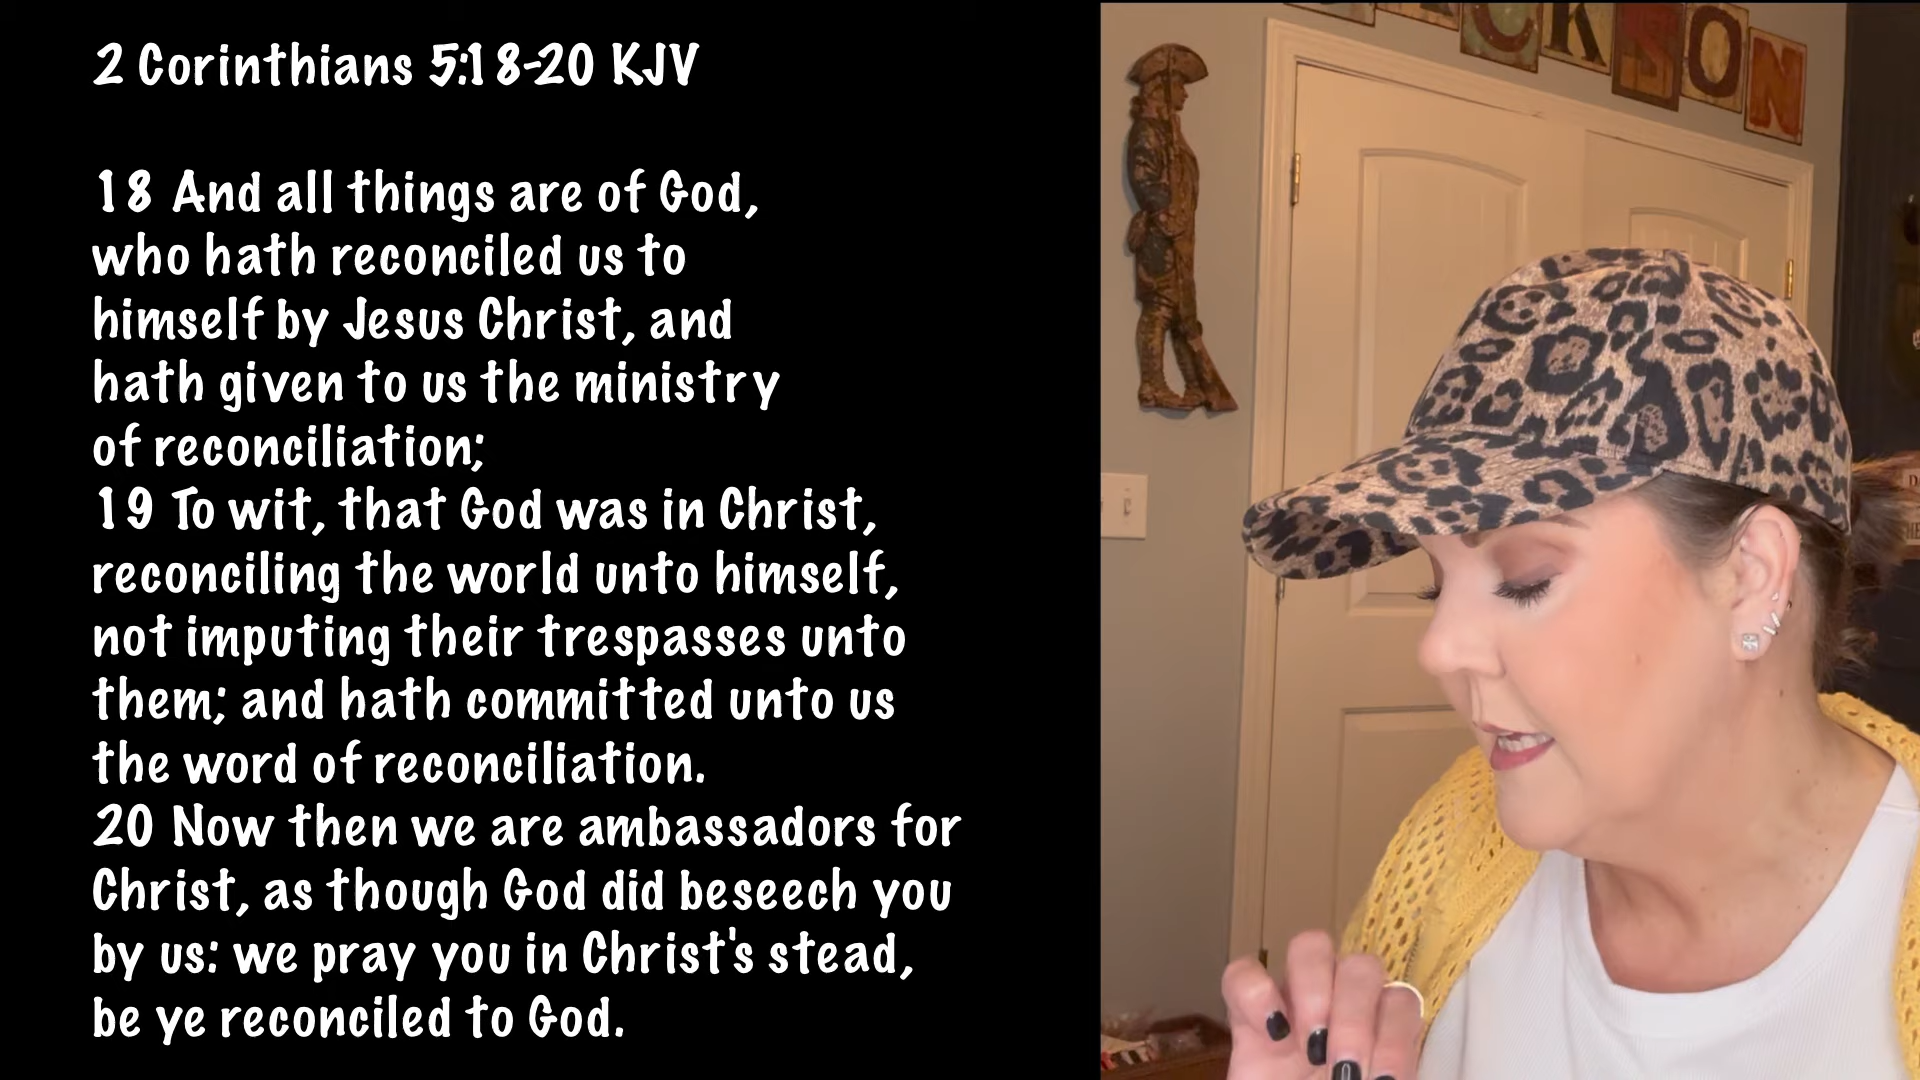 2 Corinthians 5:18-20 KJV
18 And all things are of God,
who hath reconciled us to
himself by Jesus Christ, and
hath given to us the ministry
of reconciliation;
19 To wit, that God was in Christ,
reconciling the world unto himself,
not imputing their trespasses unto
them; and hath committed unto us
the word of reconciliation.
20 Now then we are ambassadors for
Christ, as though God did beseech you
by us: we pray you in Christ's stead,
be ye reconciled to God.
CKSON